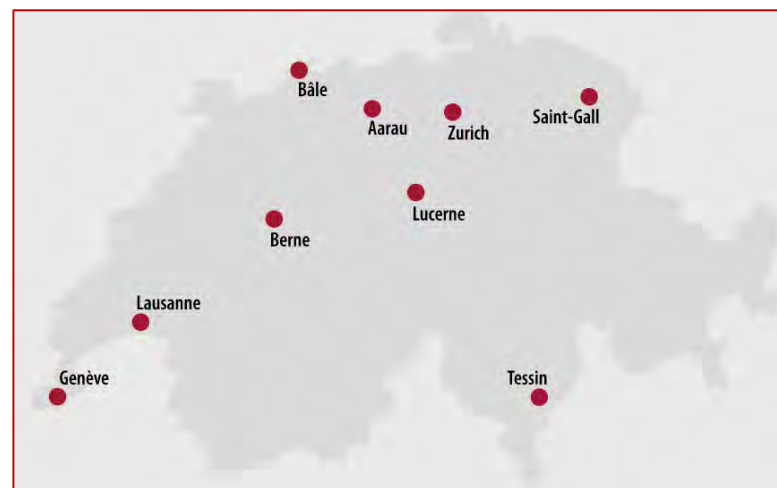 Bâle
Aarau
Zurich
Saint-Gall
Lucerne
Berne
Lausanne
Genève
Tessin